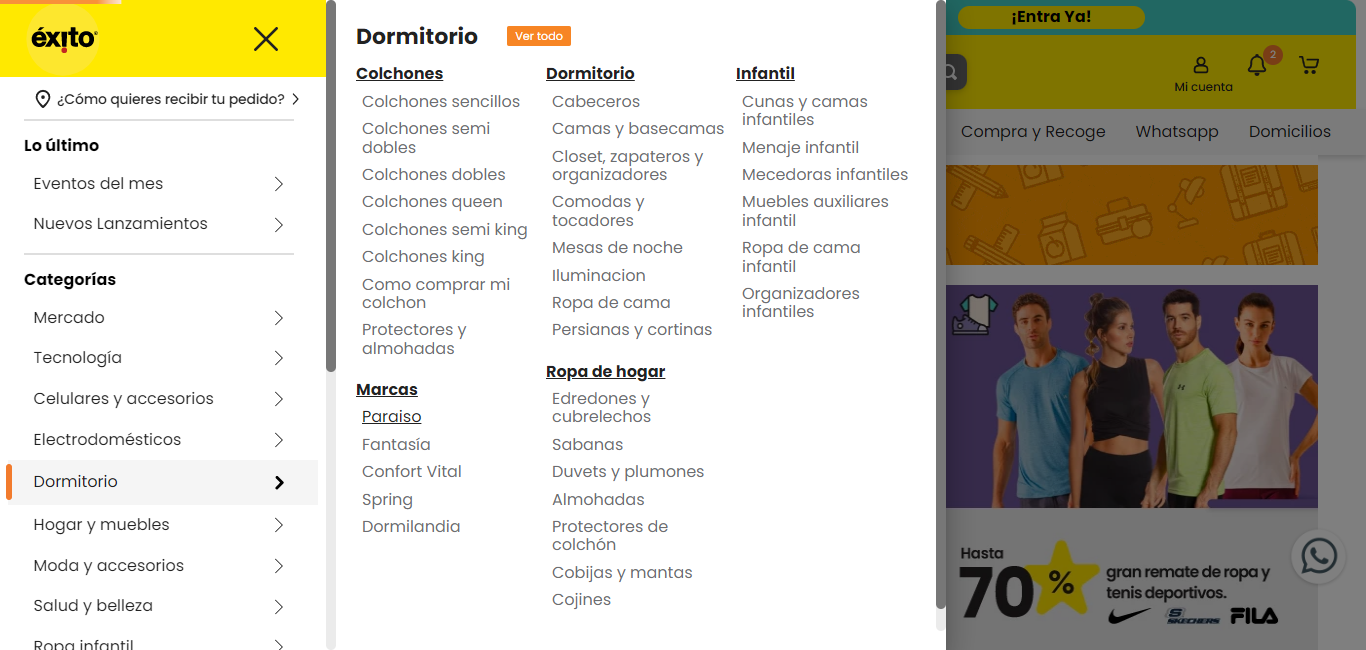 éxito
¿Cómo quieres recibir tu pedido?
Lo último
Eventos del mes
Nuevos Lanzamientos
Categorías
Mercado
Tecnología
Celulares y accesorios
Electrodomésticos
Dormitorio
Hogar y muebles
Moda y accesorios
Salud y belleza
Ropa infantil
Dormitorio
Ver todo
Colchones
Colchones sencillos
Colchones semi
dobles
Colchones dobles
Colchones queen
Colchones semi king
Colchones king
Como comprar mi
colchon
Protectores y
almohadas
Marcas
Paraiso
Fantasía
Confort Vital
Spring
Dormilandia
Dormitorio
Cabeceros
Camas y basecamas
Closet, zapateros y
organizadores
Comodas y
tocadores
Mesas de noche
Iluminacion
Ropa de cama
Persianas y cortinas
Ropa de hogar
Edredones y
cubrelechos
Sabanas
Duvets y plumones
Almohadas
Protectores de
colchón
Cobijas y mantas
Cojines
Infantil
Cunas y camas
infantiles
Menaje infantil
Mecedoras infantiles
Muebles auxiliares
infantil
Ropa de cama
infantil
Organizadores
infantiles
¡Entra Ya!
2
Mi cuenta
Compra y Recoge
Whatsapp
Domicilios
Hasta
70%
gran remate de ropa y
tenis deportivos.
SKECHERS
FILA